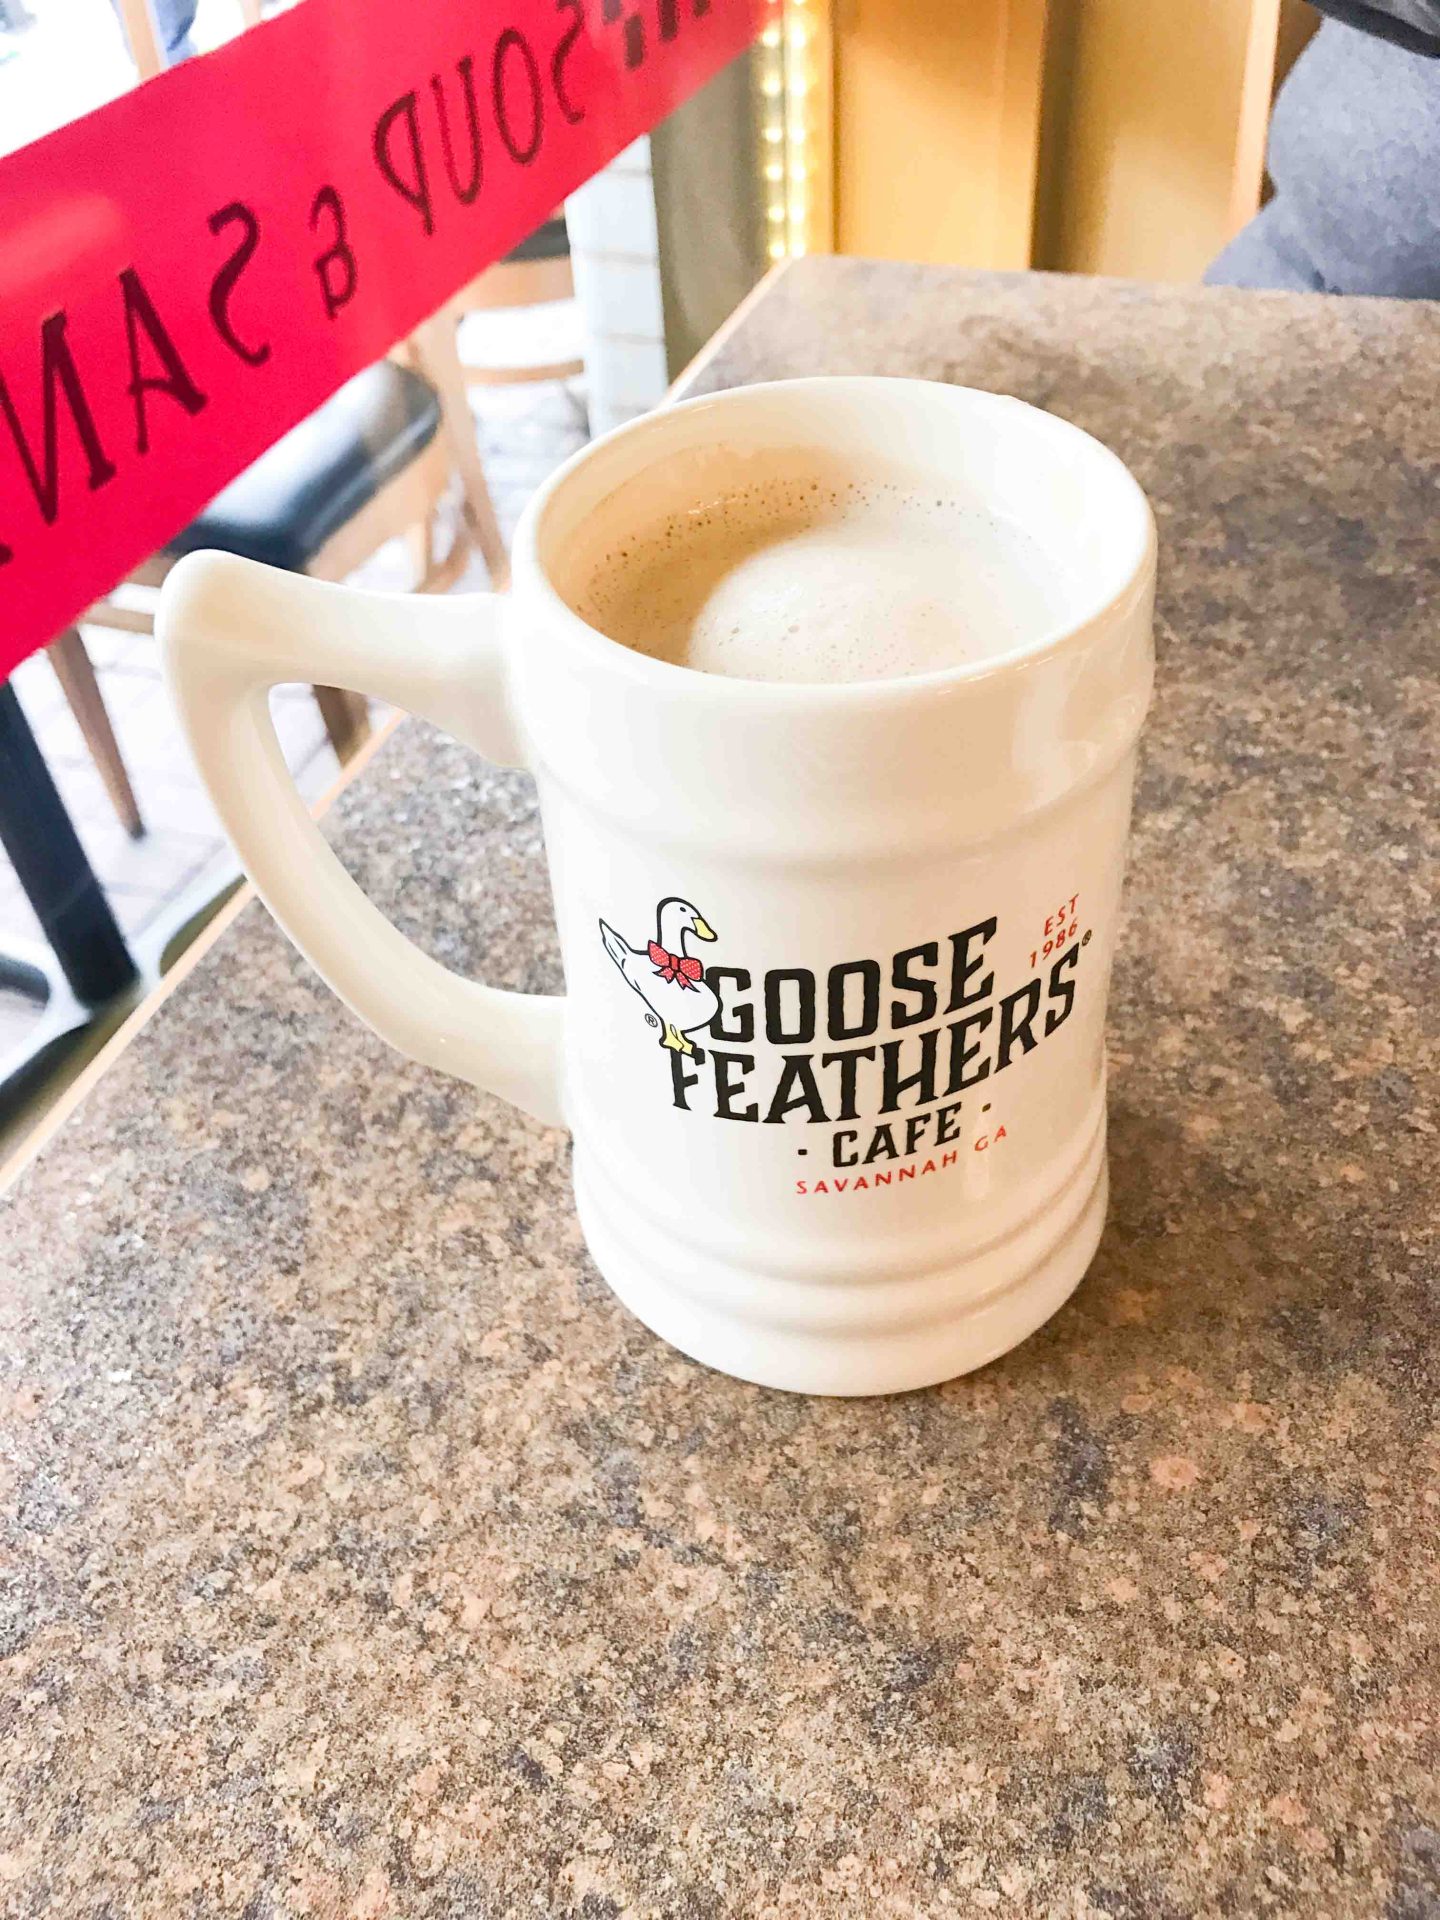 SOUP &
GOOSE
FEATHERS®
· CAFE ·
SAVANNAH GA
EST
1986
®